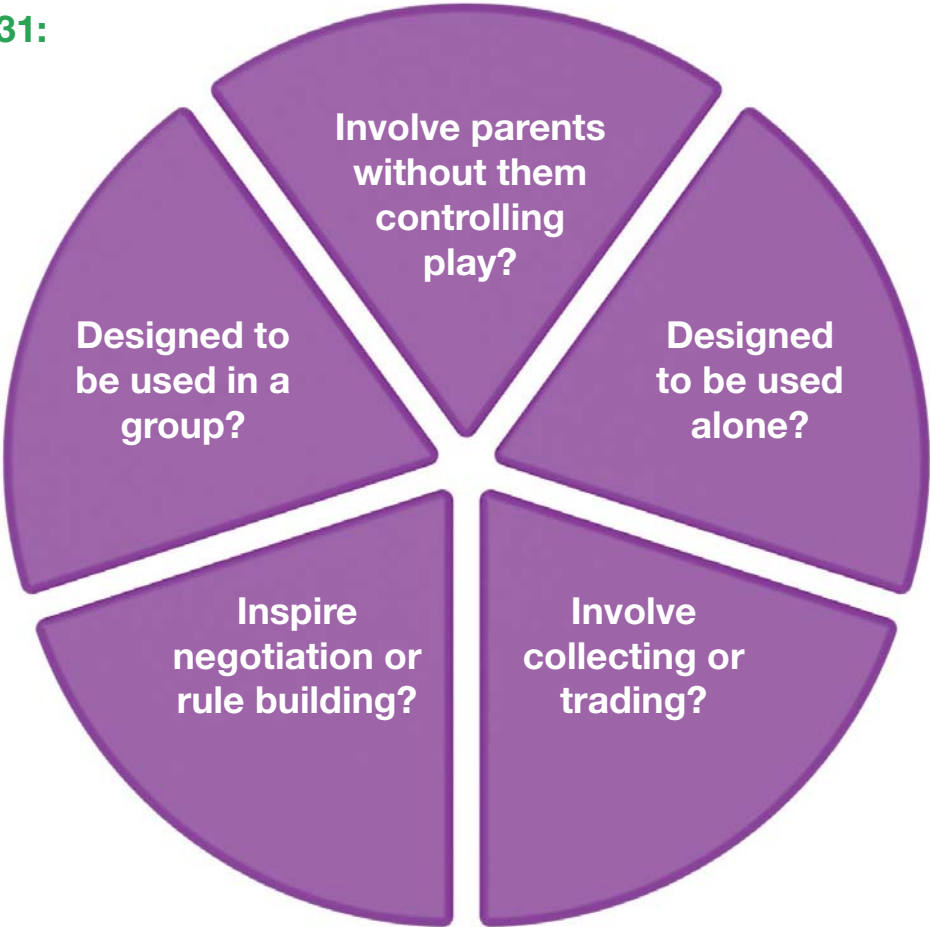 31:
Involve parents
without them
controlling
play?
Designed to
be used in a
group?
Designed
to be used
alone?
Inspire
negotiation or
rule building?
Involve
collecting or
trading?